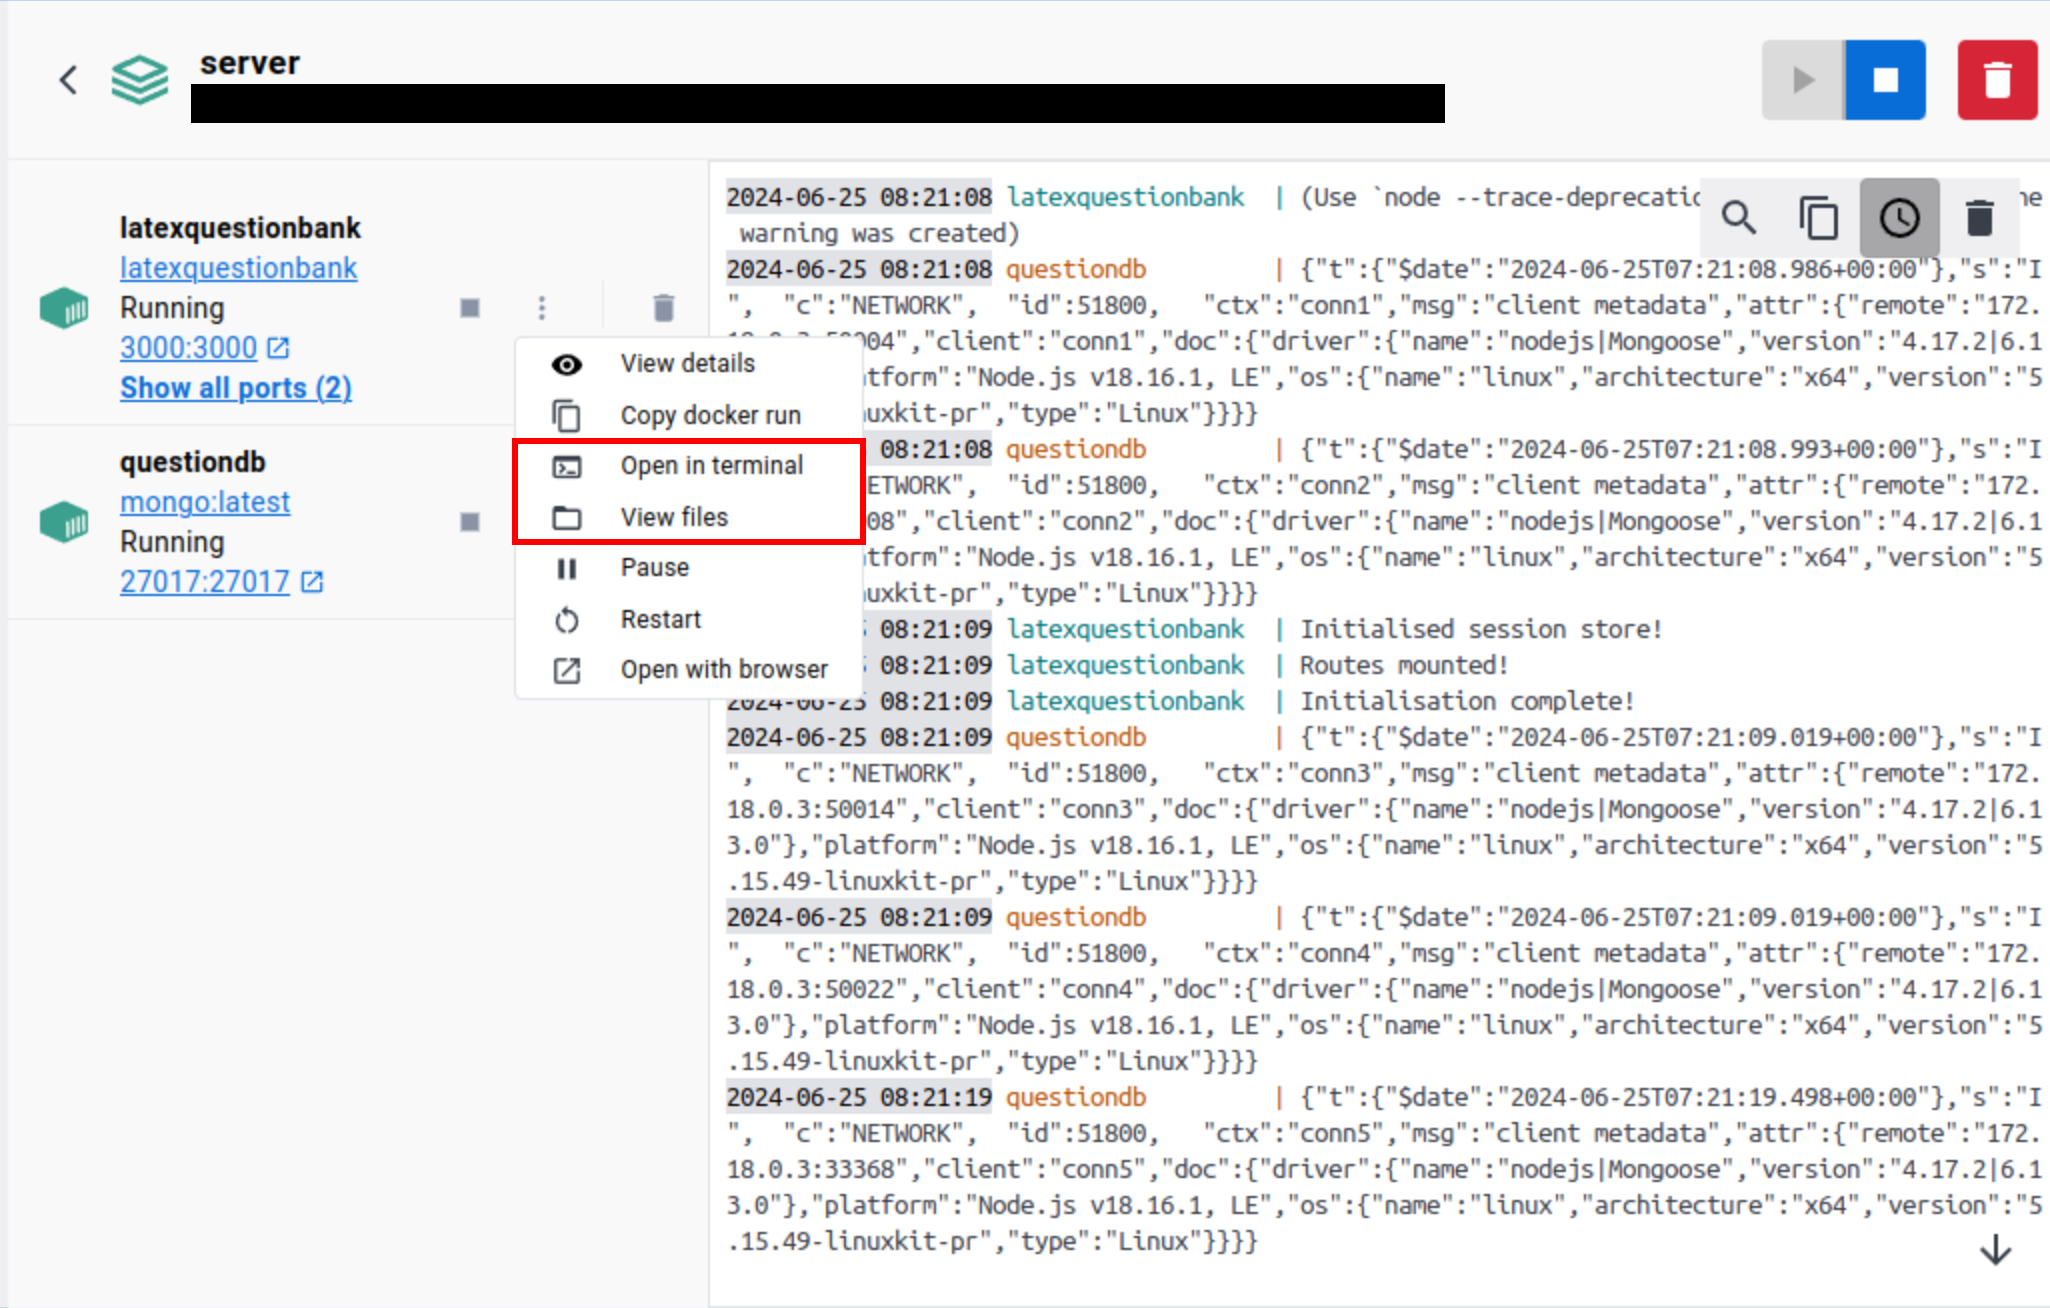 server
latexquestionbank
latexquestionbank
Running
3000:3000
Show all ports (2)
questiondb
mongo:latest
Running
27017:27017
View details
Copy docker run
Open in terminal
View files
Pause
Restart
Open with browser
2024-06-25 08:21:08 latexquestionbank | (Use `node --trace-deprecatio he
warning was created)
2024-06-25 08:21:08 questiondb | {"t":{"$date":"2024-06-25T07:21:08.986+00:00"},"s":"I
", "c":"NETWORK", "id":51800, "ctx":"conn1","msg":"client metadata","attr":{"remote":"172.
004","client":"conn1","doc":{"driver":{"name":"nodejs|Mongoose","version":"4.17.2|6.1
tform":"Node.js v18.16.1, LE","os":{"name":"linux","architecture":"x64","version":"5
uxkit-pr","type":"Linux"}}}}
08:21:08 questiondb | {"t":{"$date":"2024-06-25T07:21:08.993+00:00"},"s":"I
ETWORK", "id":51800, "ctx":"conn2","msg":"client metadata","attr":{"remote":"172.
08","client":"conn2","doc":{"driver":{"name":"nodejs|Mongoose","version":"4.17.2|6.1
tform":"Node.js v18.16.1, LE","os":{"name":"linux","architecture":"x64","version":"5
uxkit-pr","type":"Linux"}}}}
08:21:09 latexquestionbank | Initialised session store!
08:21:09 latexquestionbank | Routes mounted!
2024-06-25 08:21:09 latexquestionbank | Initialisation complete!
2024-06-25 08:21:09 questiondb | {"t":{"$date":"2024-06-25T07:21:09.019+00:00"},"s":"I
", "c":"NETWORK", "id":51800, "ctx":"conn3","msg":"client metadata","attr":{"remote":"172.
18.0.3:50014","client":"conn3","doc":{"driver":{"name":"nodejs|Mongoose","version":"4.17.2|6.1
3.0"},"platform":"Node.js v18.16.1, LE","os":{"name":"linux","architecture":"x64","version":"5
.15.49-linuxkit-pr","type":"Linux"}}}}
2024-06-25 08:21:09 questiondb | {"t":{"$date":"2024-06-25T07:21:09.019+00:00"},"s":"I
", "c":"NETWORK", "id":51800, "ctx":"conn4","msg":"client metadata","attr":{"remote":"172.
18.0.3:50022","client":"conn4","doc":{"driver":{"name":"nodejs|Mongoose","version":"4.17.2|6.1
3.0"},"platform":"Node.js v18.16.1, LE","os":{"name":"linux","architecture":"x64","version":"5
.15.49-linuxkit-pr","type":"Linux"}}}}
2024-06-25 08:21:19 questiondb | {"t":{"$date":"2024-06-25T07:21:19.498+00:00"},"s":"I
", "c":"NETWORK", "id":51800, "ctx":"conn5","msg":"client metadata","attr":{"remote":"172.
18.0.3:33368","client":"conn5","doc":{"driver":{"name":"nodejs|Mongoose","version":"4.17.2|6.1
3.0"},"platform":"Node.js v18.16.1, LE","os":{"name":"linux","architecture":"x64","version":"5
.15.49-linuxkit-pr","type":"Linux"}}}}